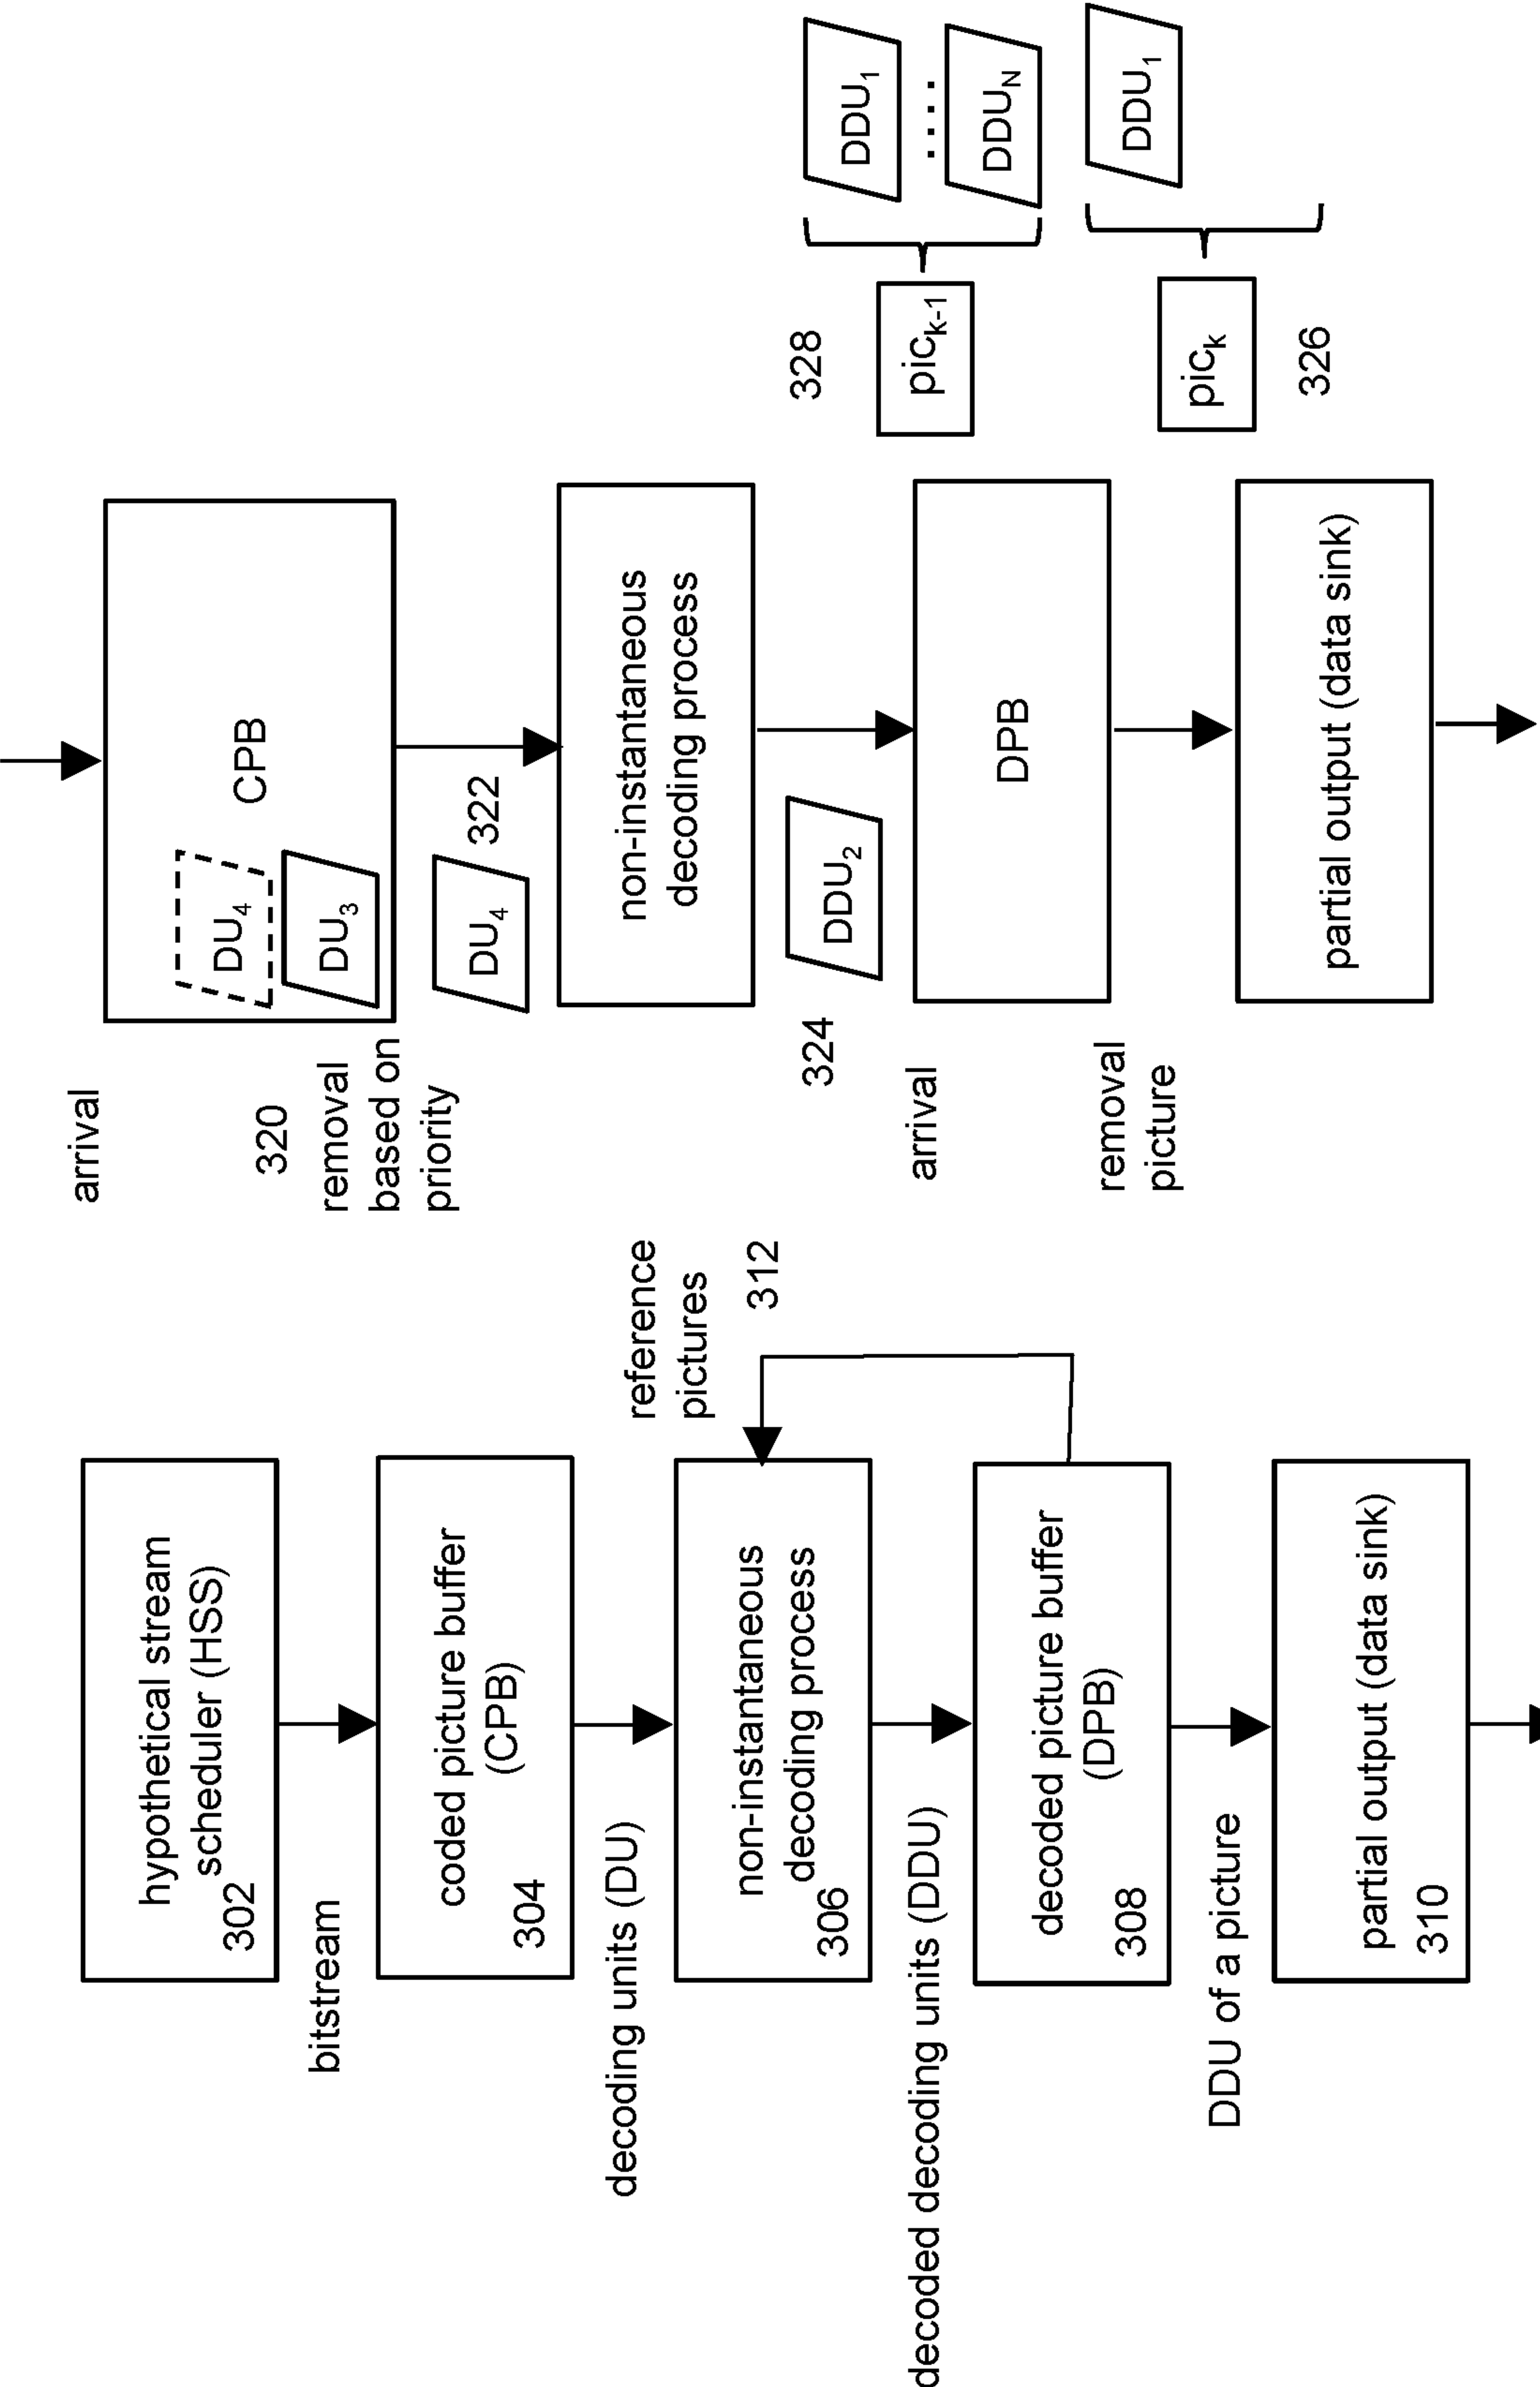 hypothetical stream
scheduler (HSS)
302
bitstream
coded picture buffer
(CPB)
304
decoding units (DU)
reference
pictures
312
non-instantaneous
decoding process
306
decoded decoding units (DDU)
decoded picture buffer
(DPB)
308
DDU of a picture
partial output (data sink)
310
arrival
CPB
DU4
DU3
320
removal
based on
priority
DU4
322
non-instantaneous
decoding process
324
DDU2
arrival
DPB
removal
picture
partial output (data sink)
328
pick-1
DDU1
....
DDUN
pick
326
DDU1